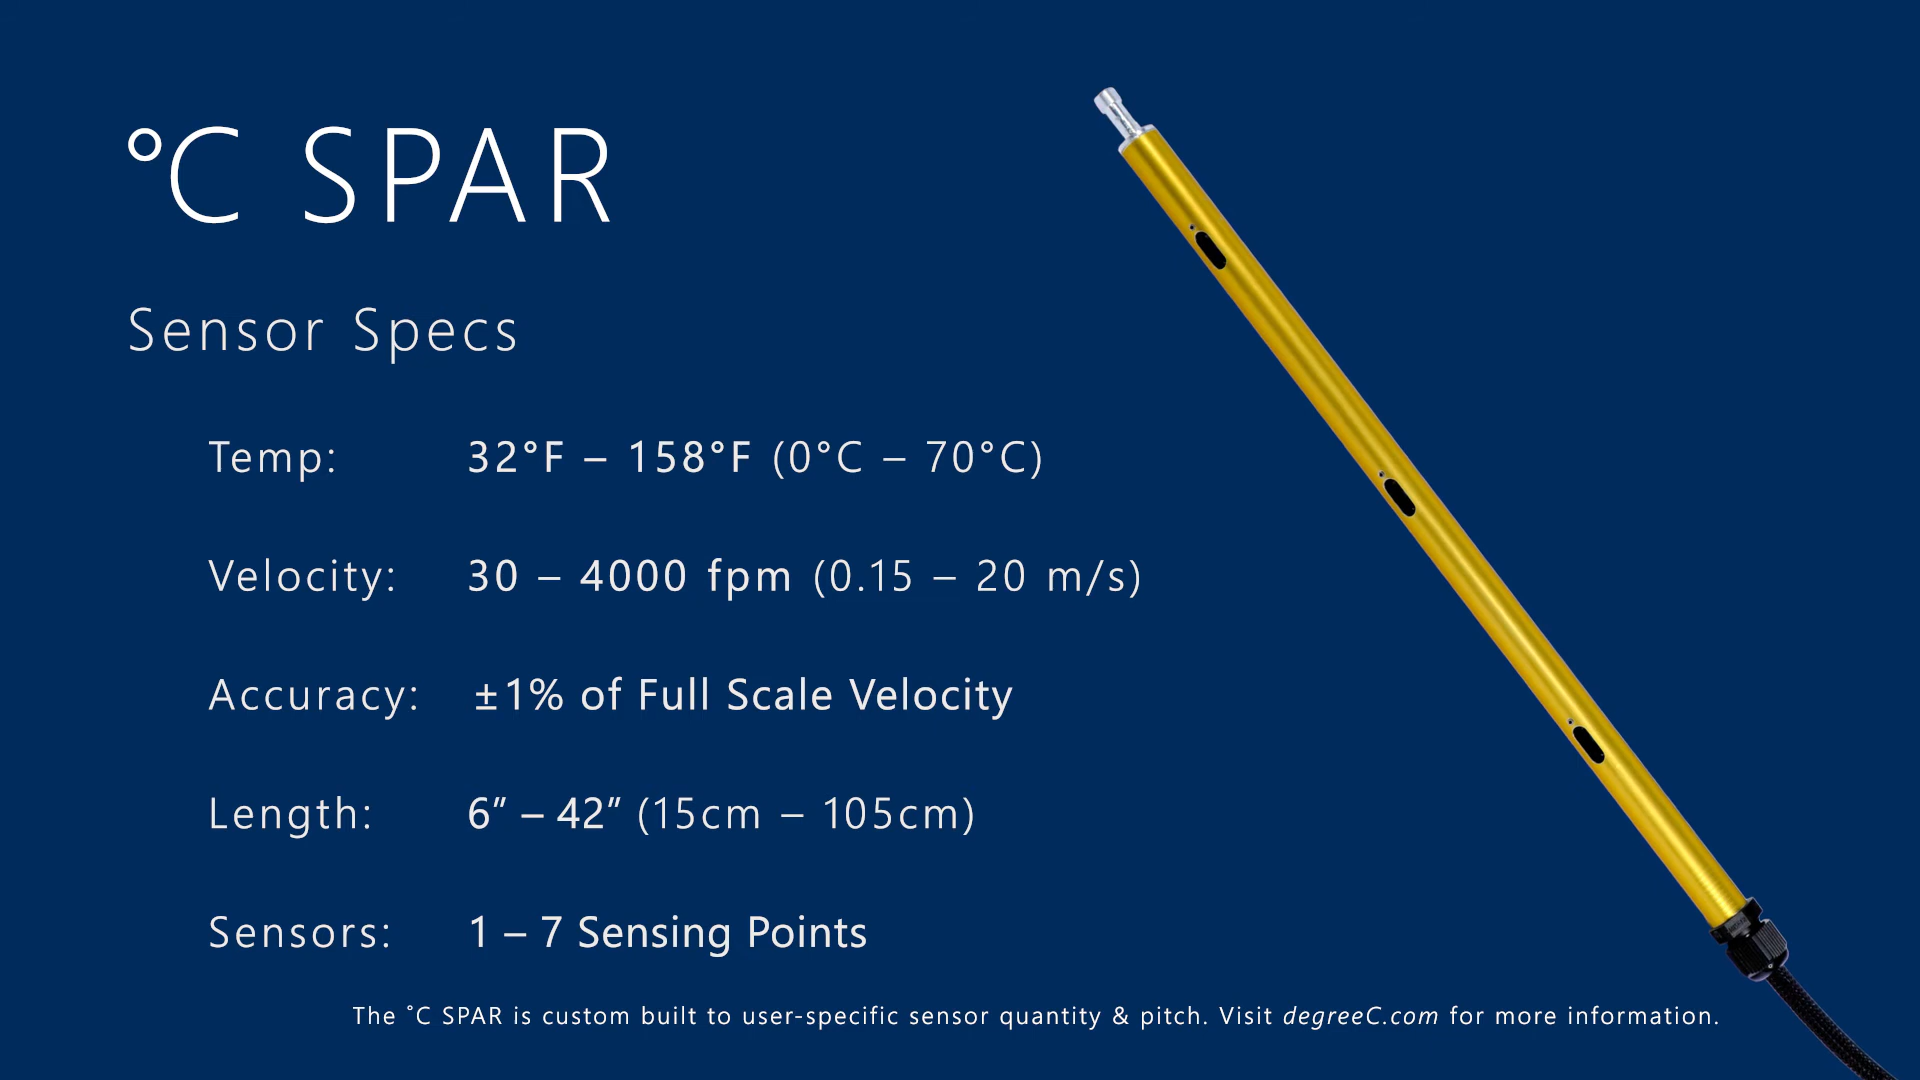 °C SPAR
Sensor Specs
Temp: 32°F – 158°F (0°C – 70°C)
Velocity: 30 – 4000 fpm (0.15 – 20 m/s)
Accuracy: ±1% of Full Scale Velocity
Length: 6” – 42” (15cm – 105cm)
Sensors: 1 – 7 Sensing Points
The °C SPAR is custom built to user-specific sensor quantity & pitch. Visit degreeC.com for more information.